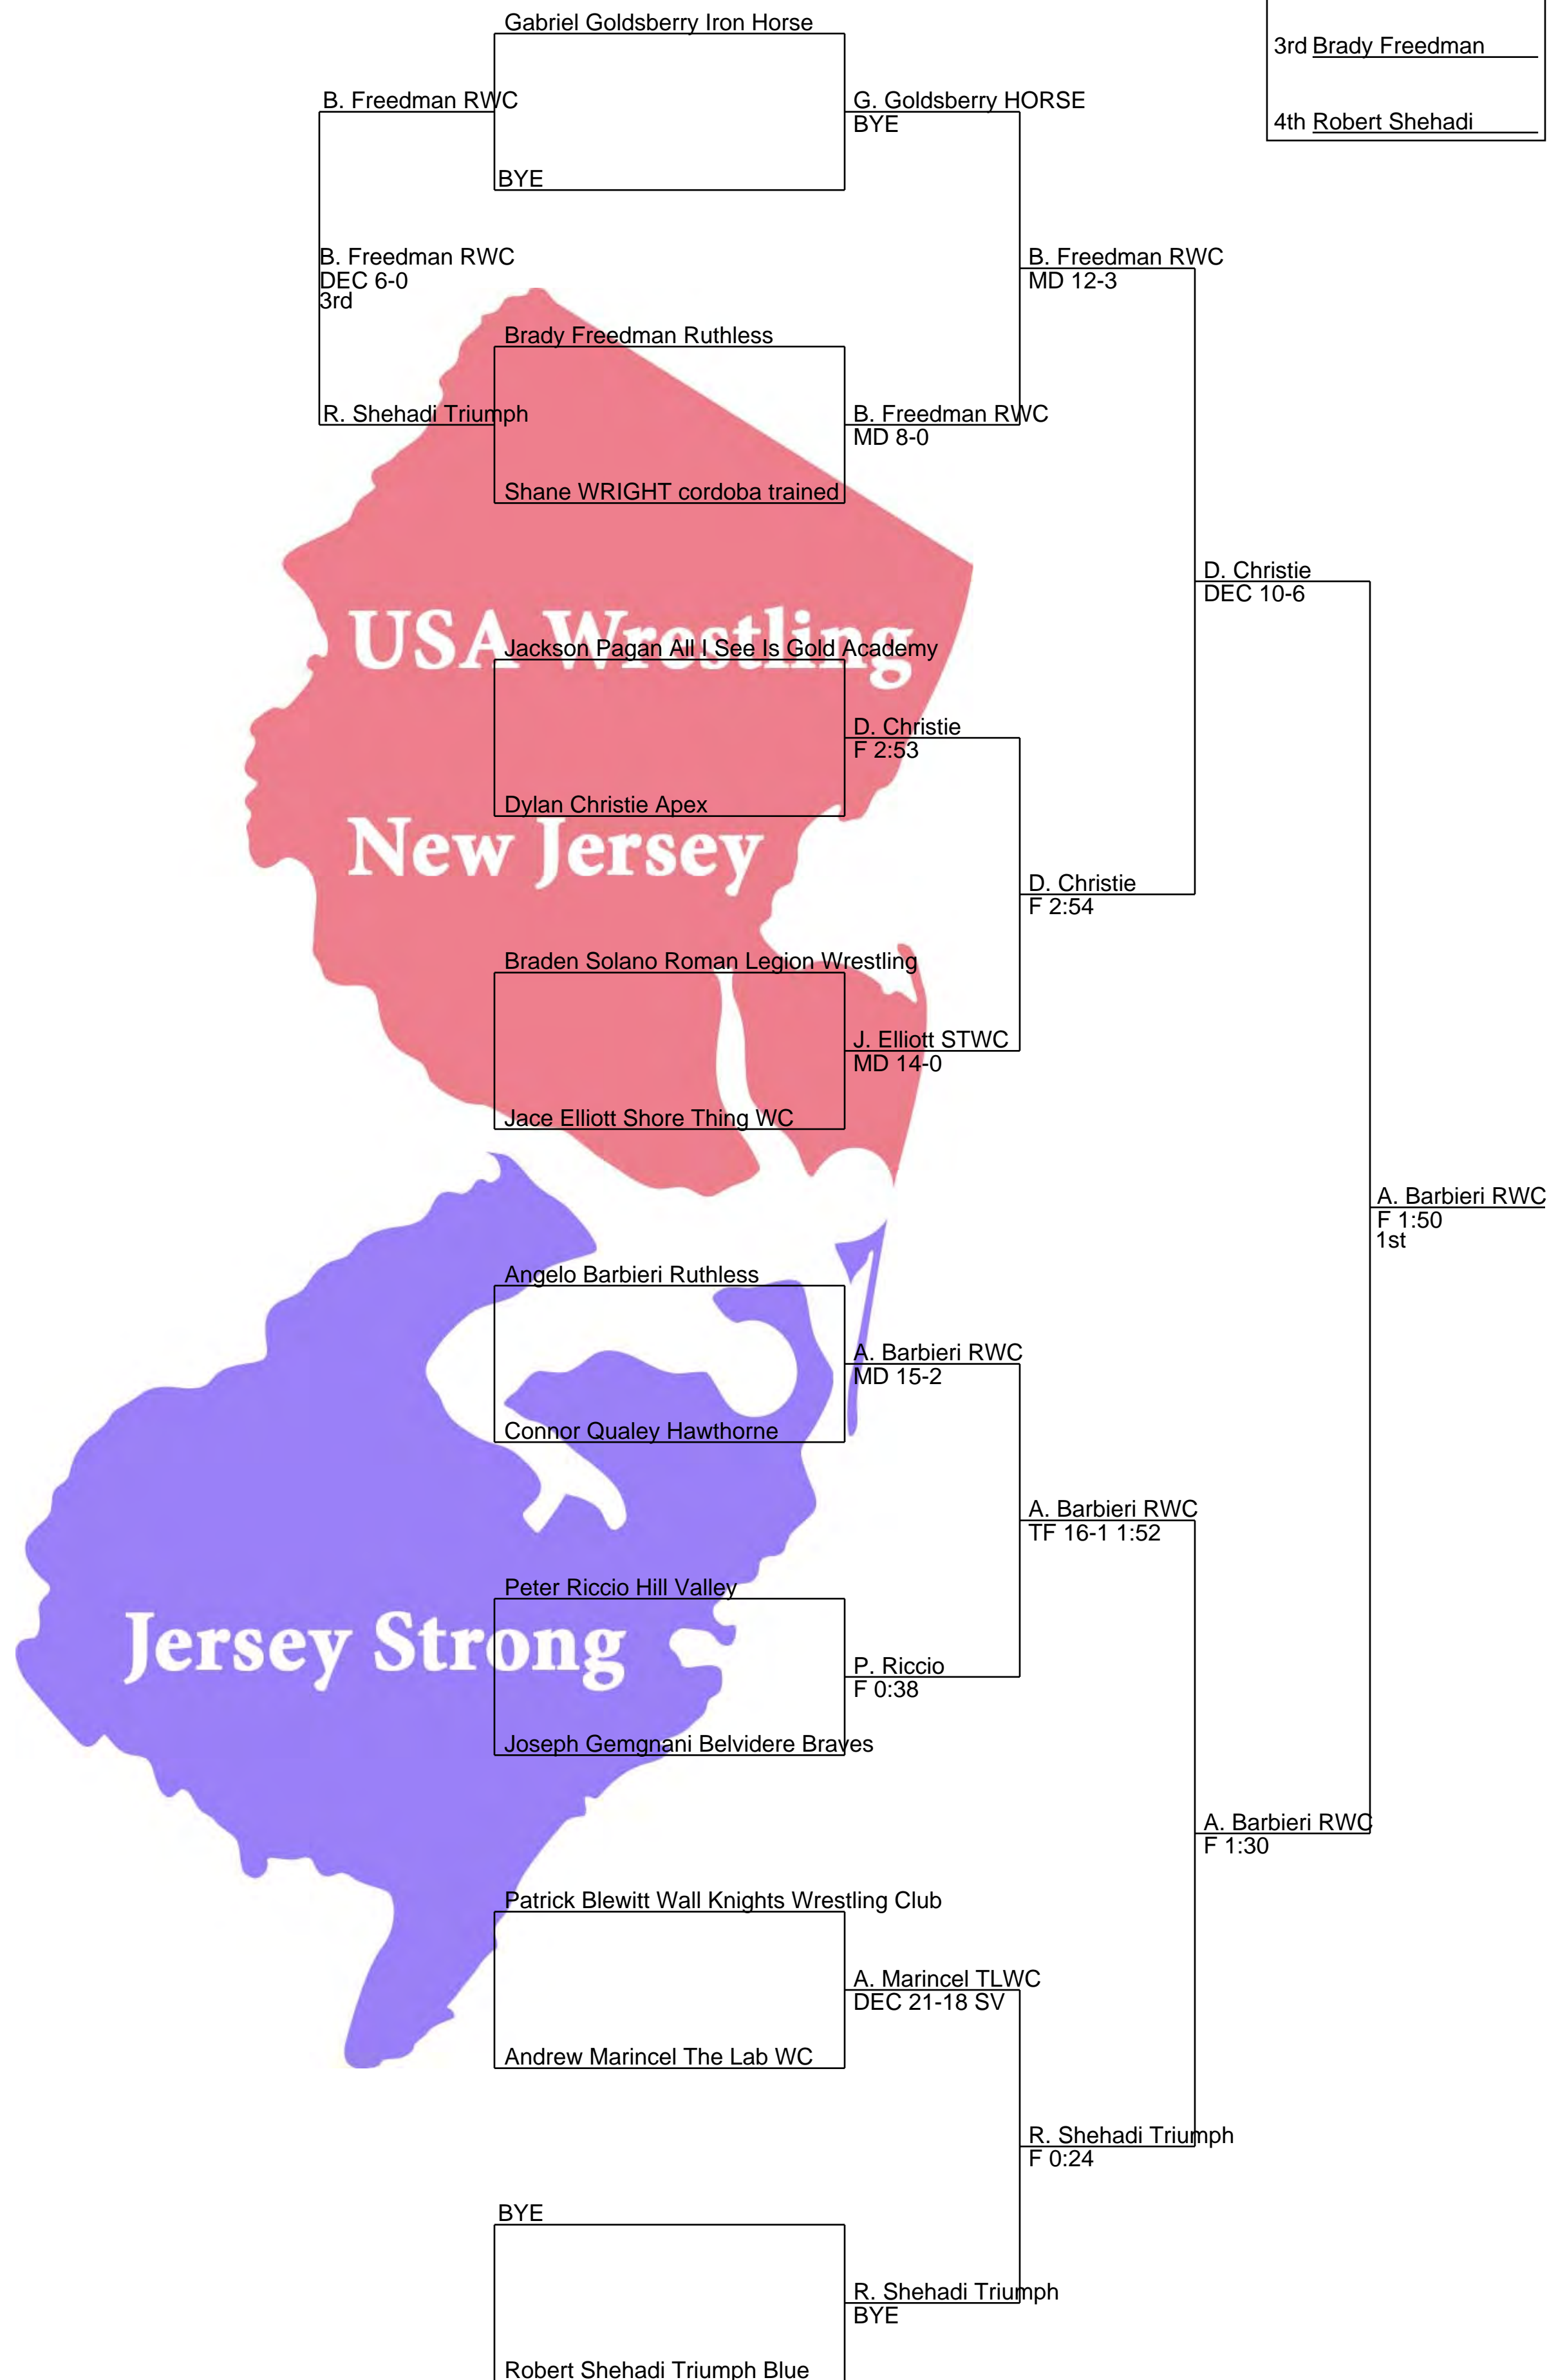 Gabriel Goldsberry Iron Horse
3rd Brady Freedman
B. Freedman RWC
G. Goldsberry HORSE
BYE
4th Robert Shehadi
BYE
B. Freedman RWC
DEC 6-0
3rd
B. Freedman RWC
MD 12-3
Brady Freedman Ruthless
R. Shehadi Triumph
B. Freedman RWC
MD 8-0
Shane WRIGHT cordoba trained
D. Christie
DEC 10-6
USA Wrestling
Jackson Pagan All I See Is Gold Academy
D. Christie
F 2:53
Dylan Christie Apex
New Jersey
D. Christie
F 2:54
Braden Solano Roman Legion Wrestling
J. Elliott STWC
MD 14-0
Jace Elliott Shore Thing WC
A. Barbieri RWC
F 1:50
1st
Angelo Barbieri Ruthless
A. Barbieri RWC
MD 15-2
Connor Qualey Hawthorne
A. Barbieri RWC
TF 16-1 1:52
Peter Riccio Hill Valley
Jersey Strong
P. Riccio
F 0:38
Joseph Gemgnani Belvidere Braves
A. Barbieri RWC
F 1:30
Patrick Blewitt Wall Knights Wrestling Club
A. Marincel TLWC
DEC 21-18 SV
Andrew Marincel The Lab WC
R. Shehadi Triumph
F 0:24
BYE
R. Shehadi Triumph
BYE
Robert Shehadi Triumph Blue